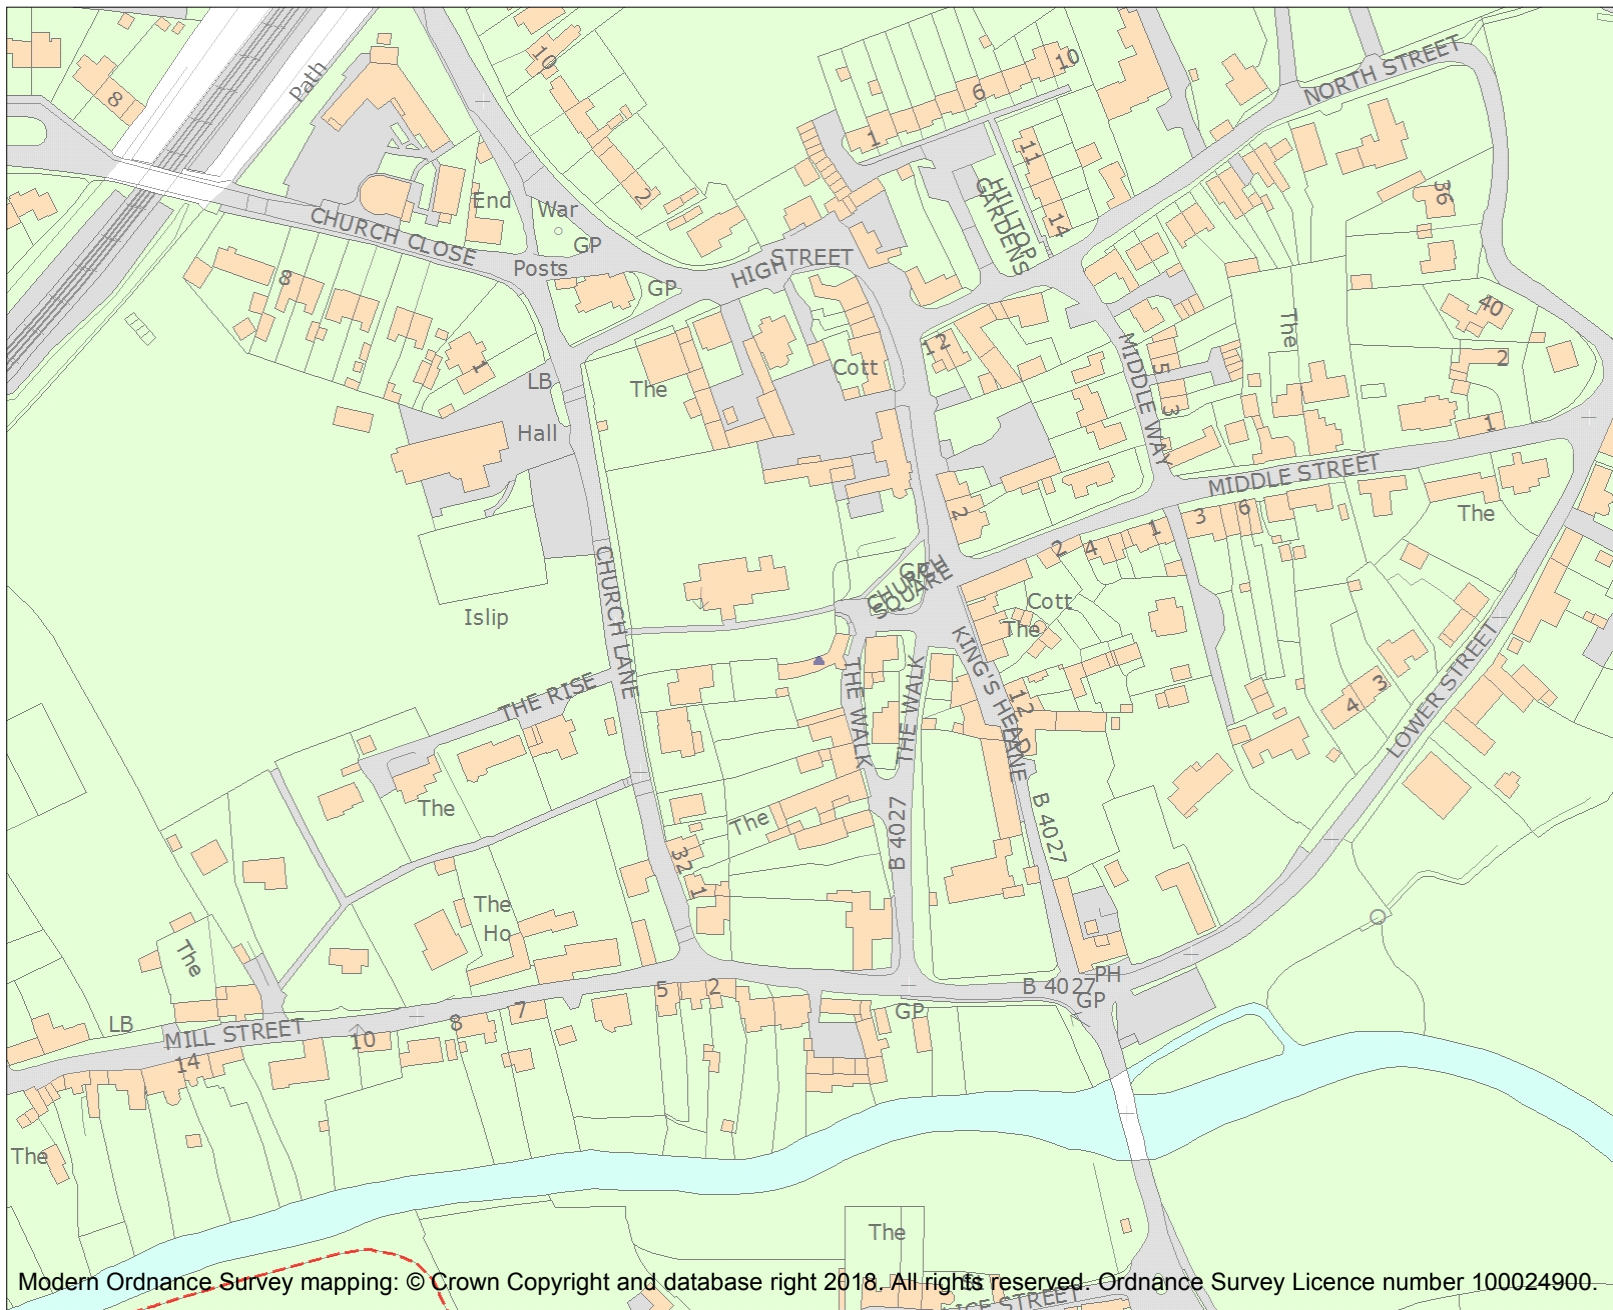 10
Path
8
10
6
1
NORTH STREET
11
End
War
2
HILLTOP
GARDENS
14
36
CHURCH CLOSE
GP
Posts
HIGH
STREET
GP
8
40
The
12
MIDDLE WAY
1
LB
The
Cott
5
2
3
Hall
1
MIDDLE STREET
2
6
3
1
The
4
2
GP
CHURCH
SQUARE
CHURCH LANE
Islip
Cott
The
KING'S HEAD
LANE
THE WALK
THE WALK
THE RISE
12
3
4
LOWER STREET
The
The
B 4027
B 4027
32
1
The
Ho
The
PH
5
2
B 4027
GP
GP
7
8
10
LB
MILL STREET
14
The
The
St
ICE STREET
Modern Ordnance Survey mapping: © Crown Copyright and database right 2018. All rights reserved. Ordnance Survey Licence number 100024900.